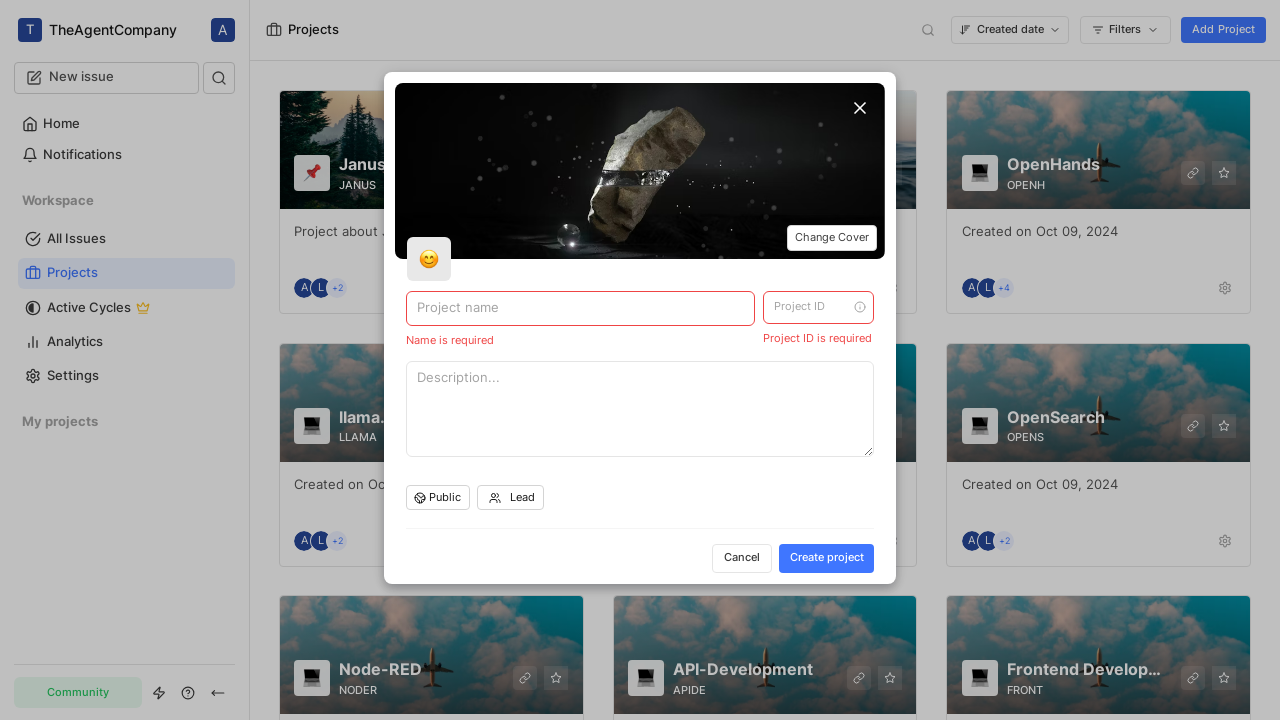 T TheAgentCompany A
New issue
Home
Notifications
Workspace
All Issues
Projects
Active Cycles
Analytics
Settings
My projects
Community
Projects
Created date
Filters
Add Project
Janus
JANUS
Project about
A L +2
OpenHands
OPENH
Created on Oct 09, 2024
A L +4
llama.
LLAMA
Created on Oc
A L +2
OpenSearch
OPENS
Created on Oct 09, 2024
A L +2
Node-RED
NODER
API-Development
APIDE
Frontend Develop...
FRONT
Change Cover
Project name
Project ID
Name is required
Project ID is required
Description...
Public
Lead
Cancel
Create project